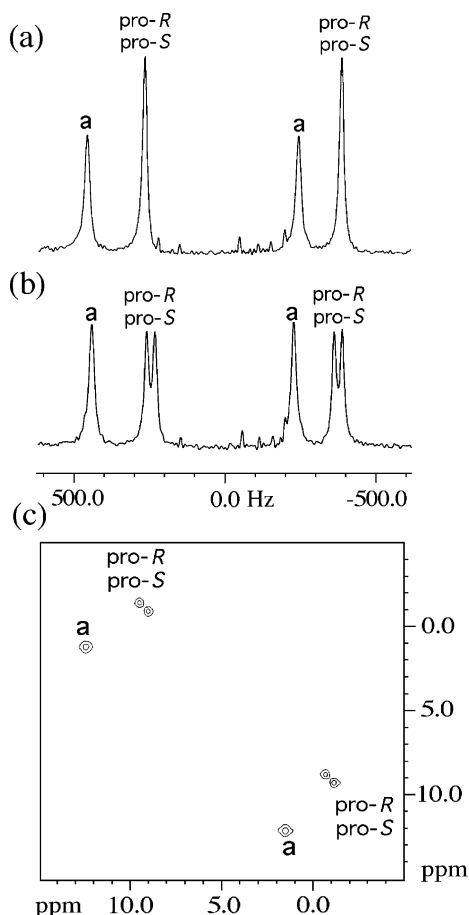 (a)
pro-R
pro-S
pro-R
pro-S
a
a
(b)
pro-R
pro-S
pro-R
pro-S
a
a
500.0
0.0 Hz
-500.0
(c)
pro-R
pro-S
a
0.0
5.0
10.0
pro-R
pro-S
a
ppm
ppm
10.0
5.0
0.0